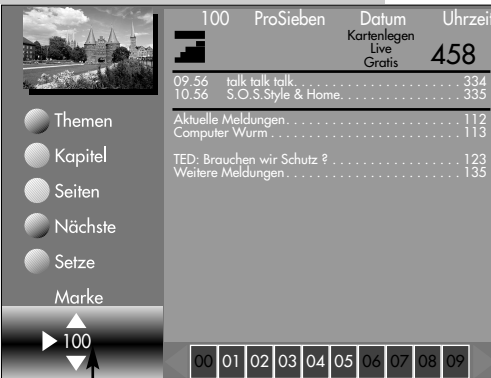 100 ProSieben Datum Uhrzeit
Kartenlegen
Live
Gratis
458
09.56 talk talk talk. . . . . . . . . . . . . . . . . . . . . . . . 334
10.56 S.O.S.Style & Home. . . . . . . . . . . . . . . . . 335
Aktuelle Meldungen. . . . . . . . . . . . . . . . . . . . . . . . 112
Computer Wurm . . . . . . . . . . . . . . . . . . . . . . . . . 113
TED: Brauchen wir Schutz ? . . . . . . . . . . . . . . . . . . 123
Weitere Meldungen. . . . . . . . . . . . . . . . . . . . . . . . 135
Themen
Kapitel
Seiten
Nächste
Setze
Marke
100
00 01 02 03 04 05 06 07 08 09